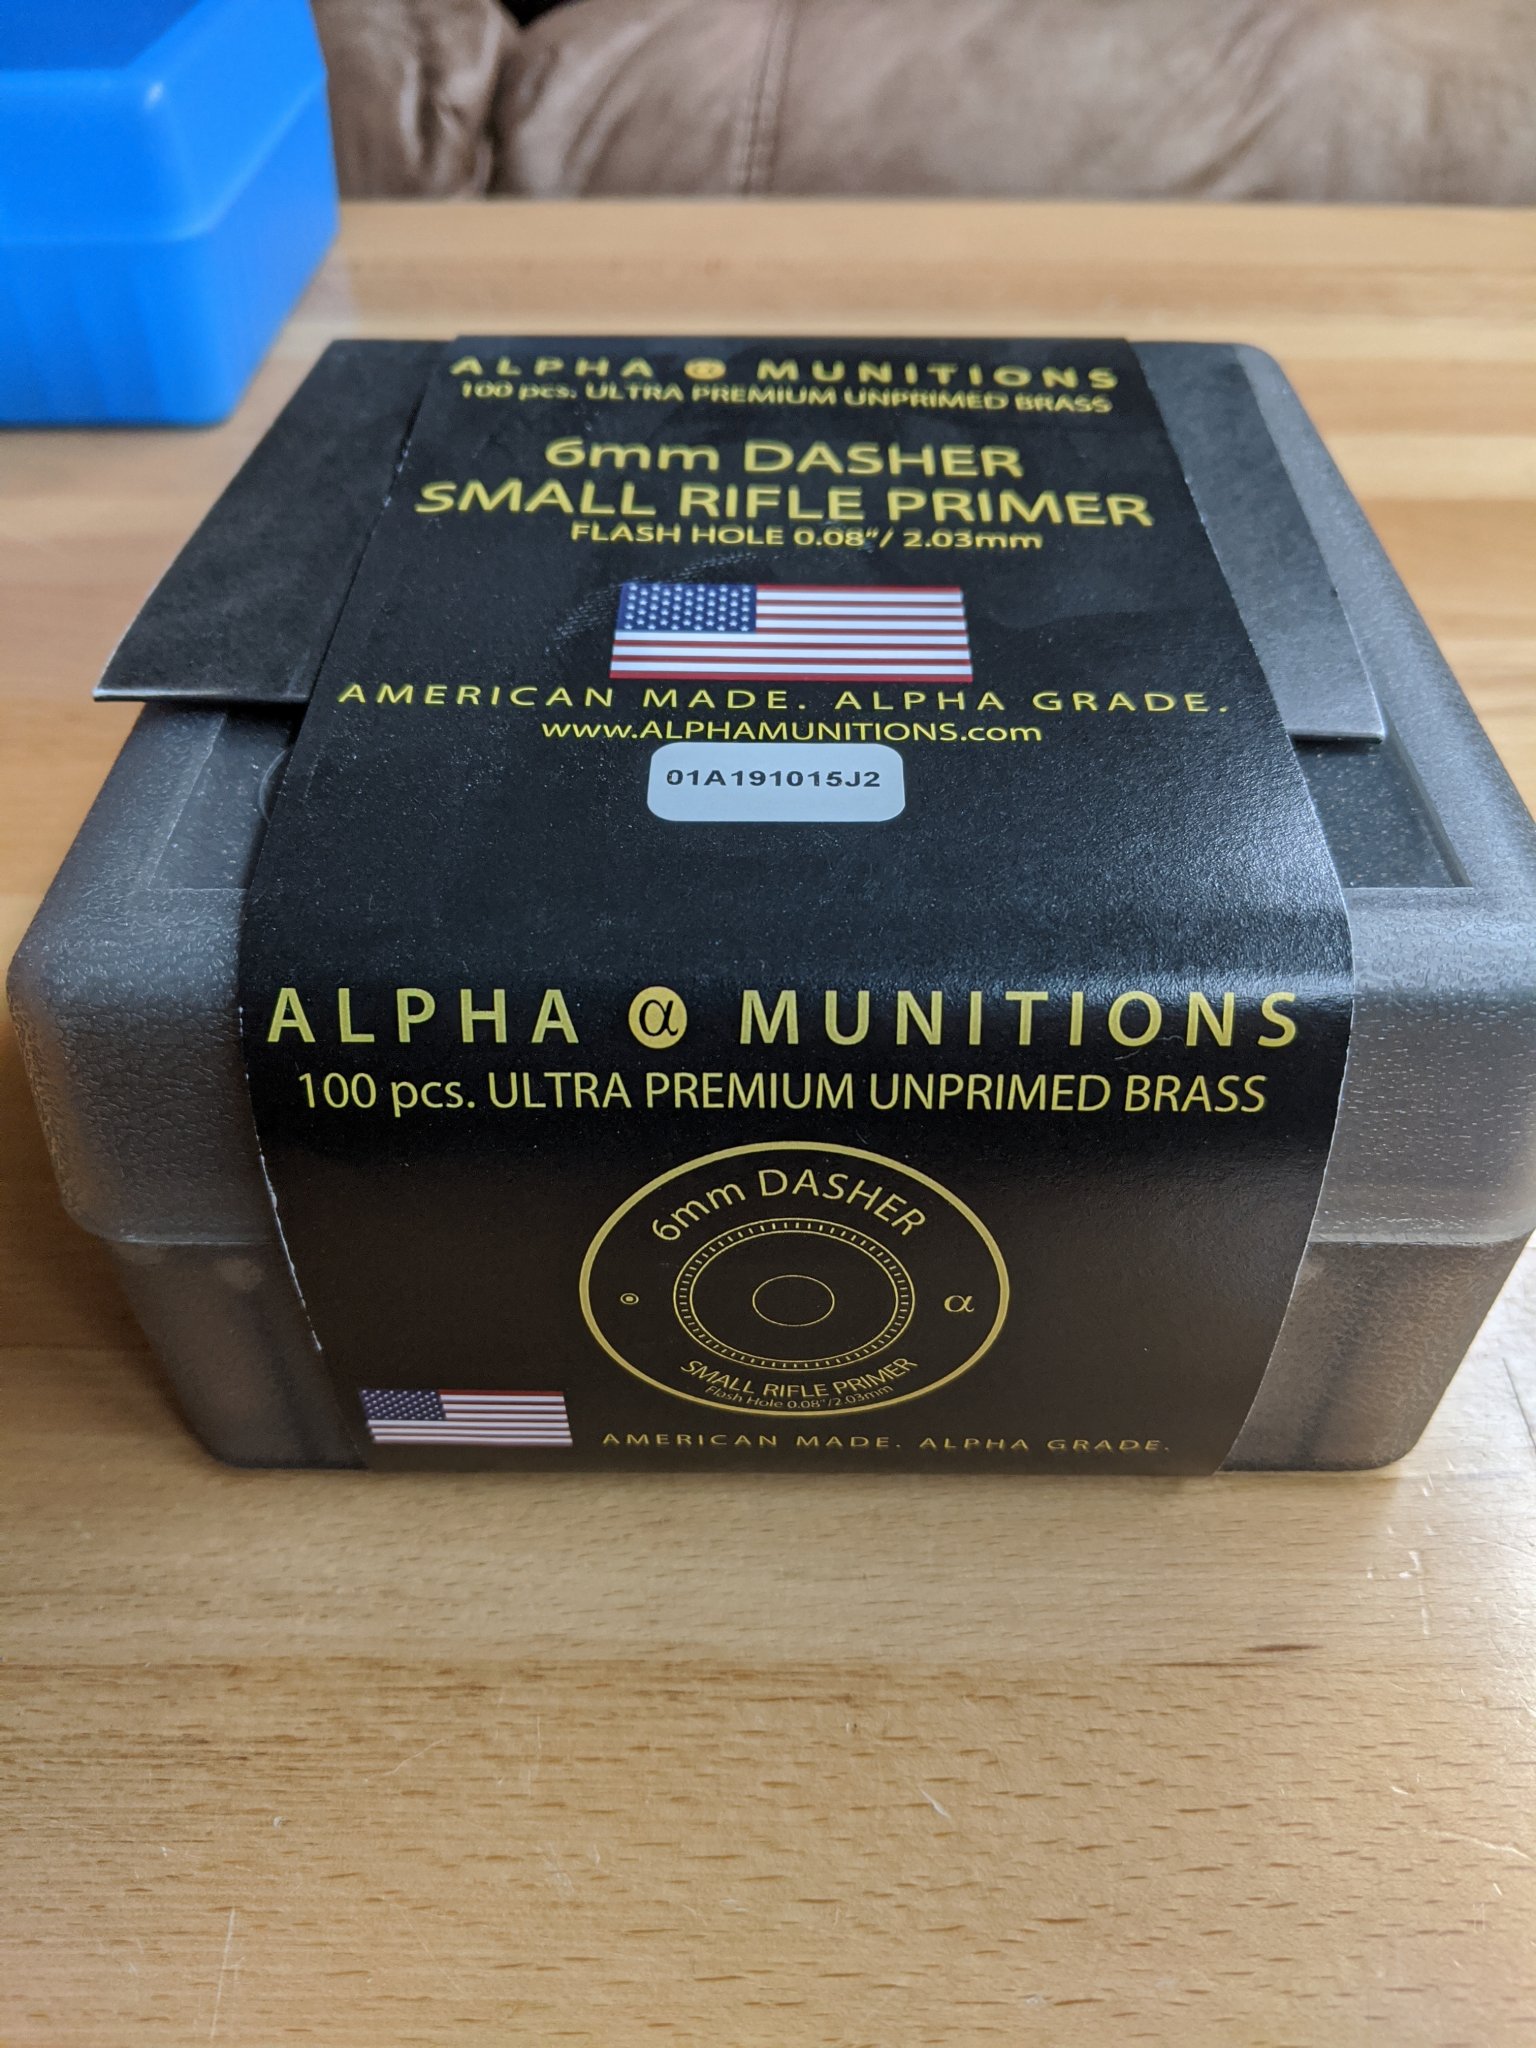 ALPHA α MUNITIONS
100 pcs. ULTRA PREMIUM UNPRIMED BRASS
6mm DASHER
SMALL RIFLE PRIMER
FLASH HOLE 0.08"/ 2.03mm
AMERICAN MADE. ALPHA GRADE.
www.ALPHAMUNITIONS.com
01A191015J2
ALPHA α MUNITIONS
100 pcs. ULTRA PREMIUM UNPRIMED BRASS
6mm DASHER
α
SMALL RIFLE PRIMER
Flash Hole 0.08"/2.03mm
AMERICAN MADE. ALPHA GRADE.